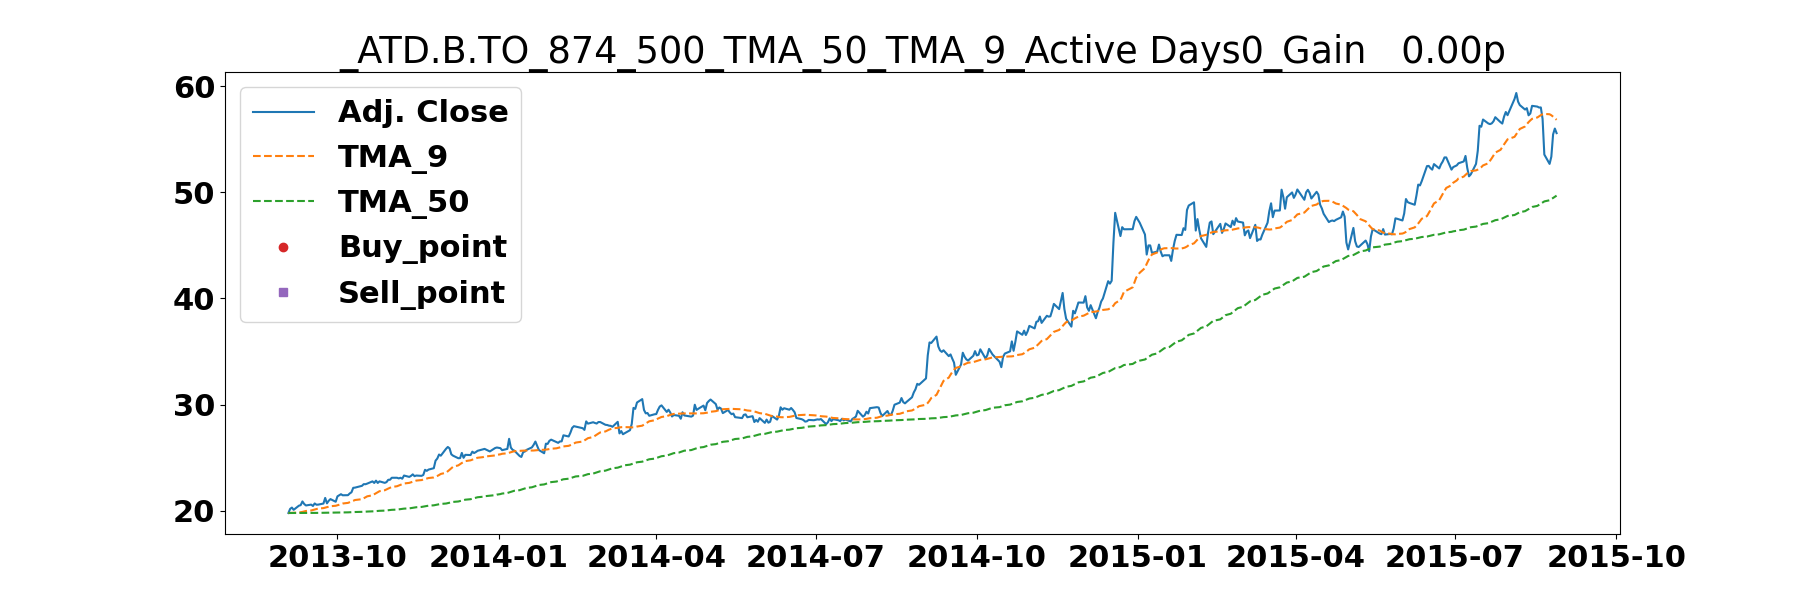 _ATD.B.TO_874_500_TMA_50_TMA_9_Active Days0_Gain   0.00p
60
50
40
30
20
Adj. Close
TMA_9
TMA_50
Buy_point
Sell_point
2013-10 2014-01 2014-04 2014-07 2014-10 2015-01 2015-04 2015-07 2015-10